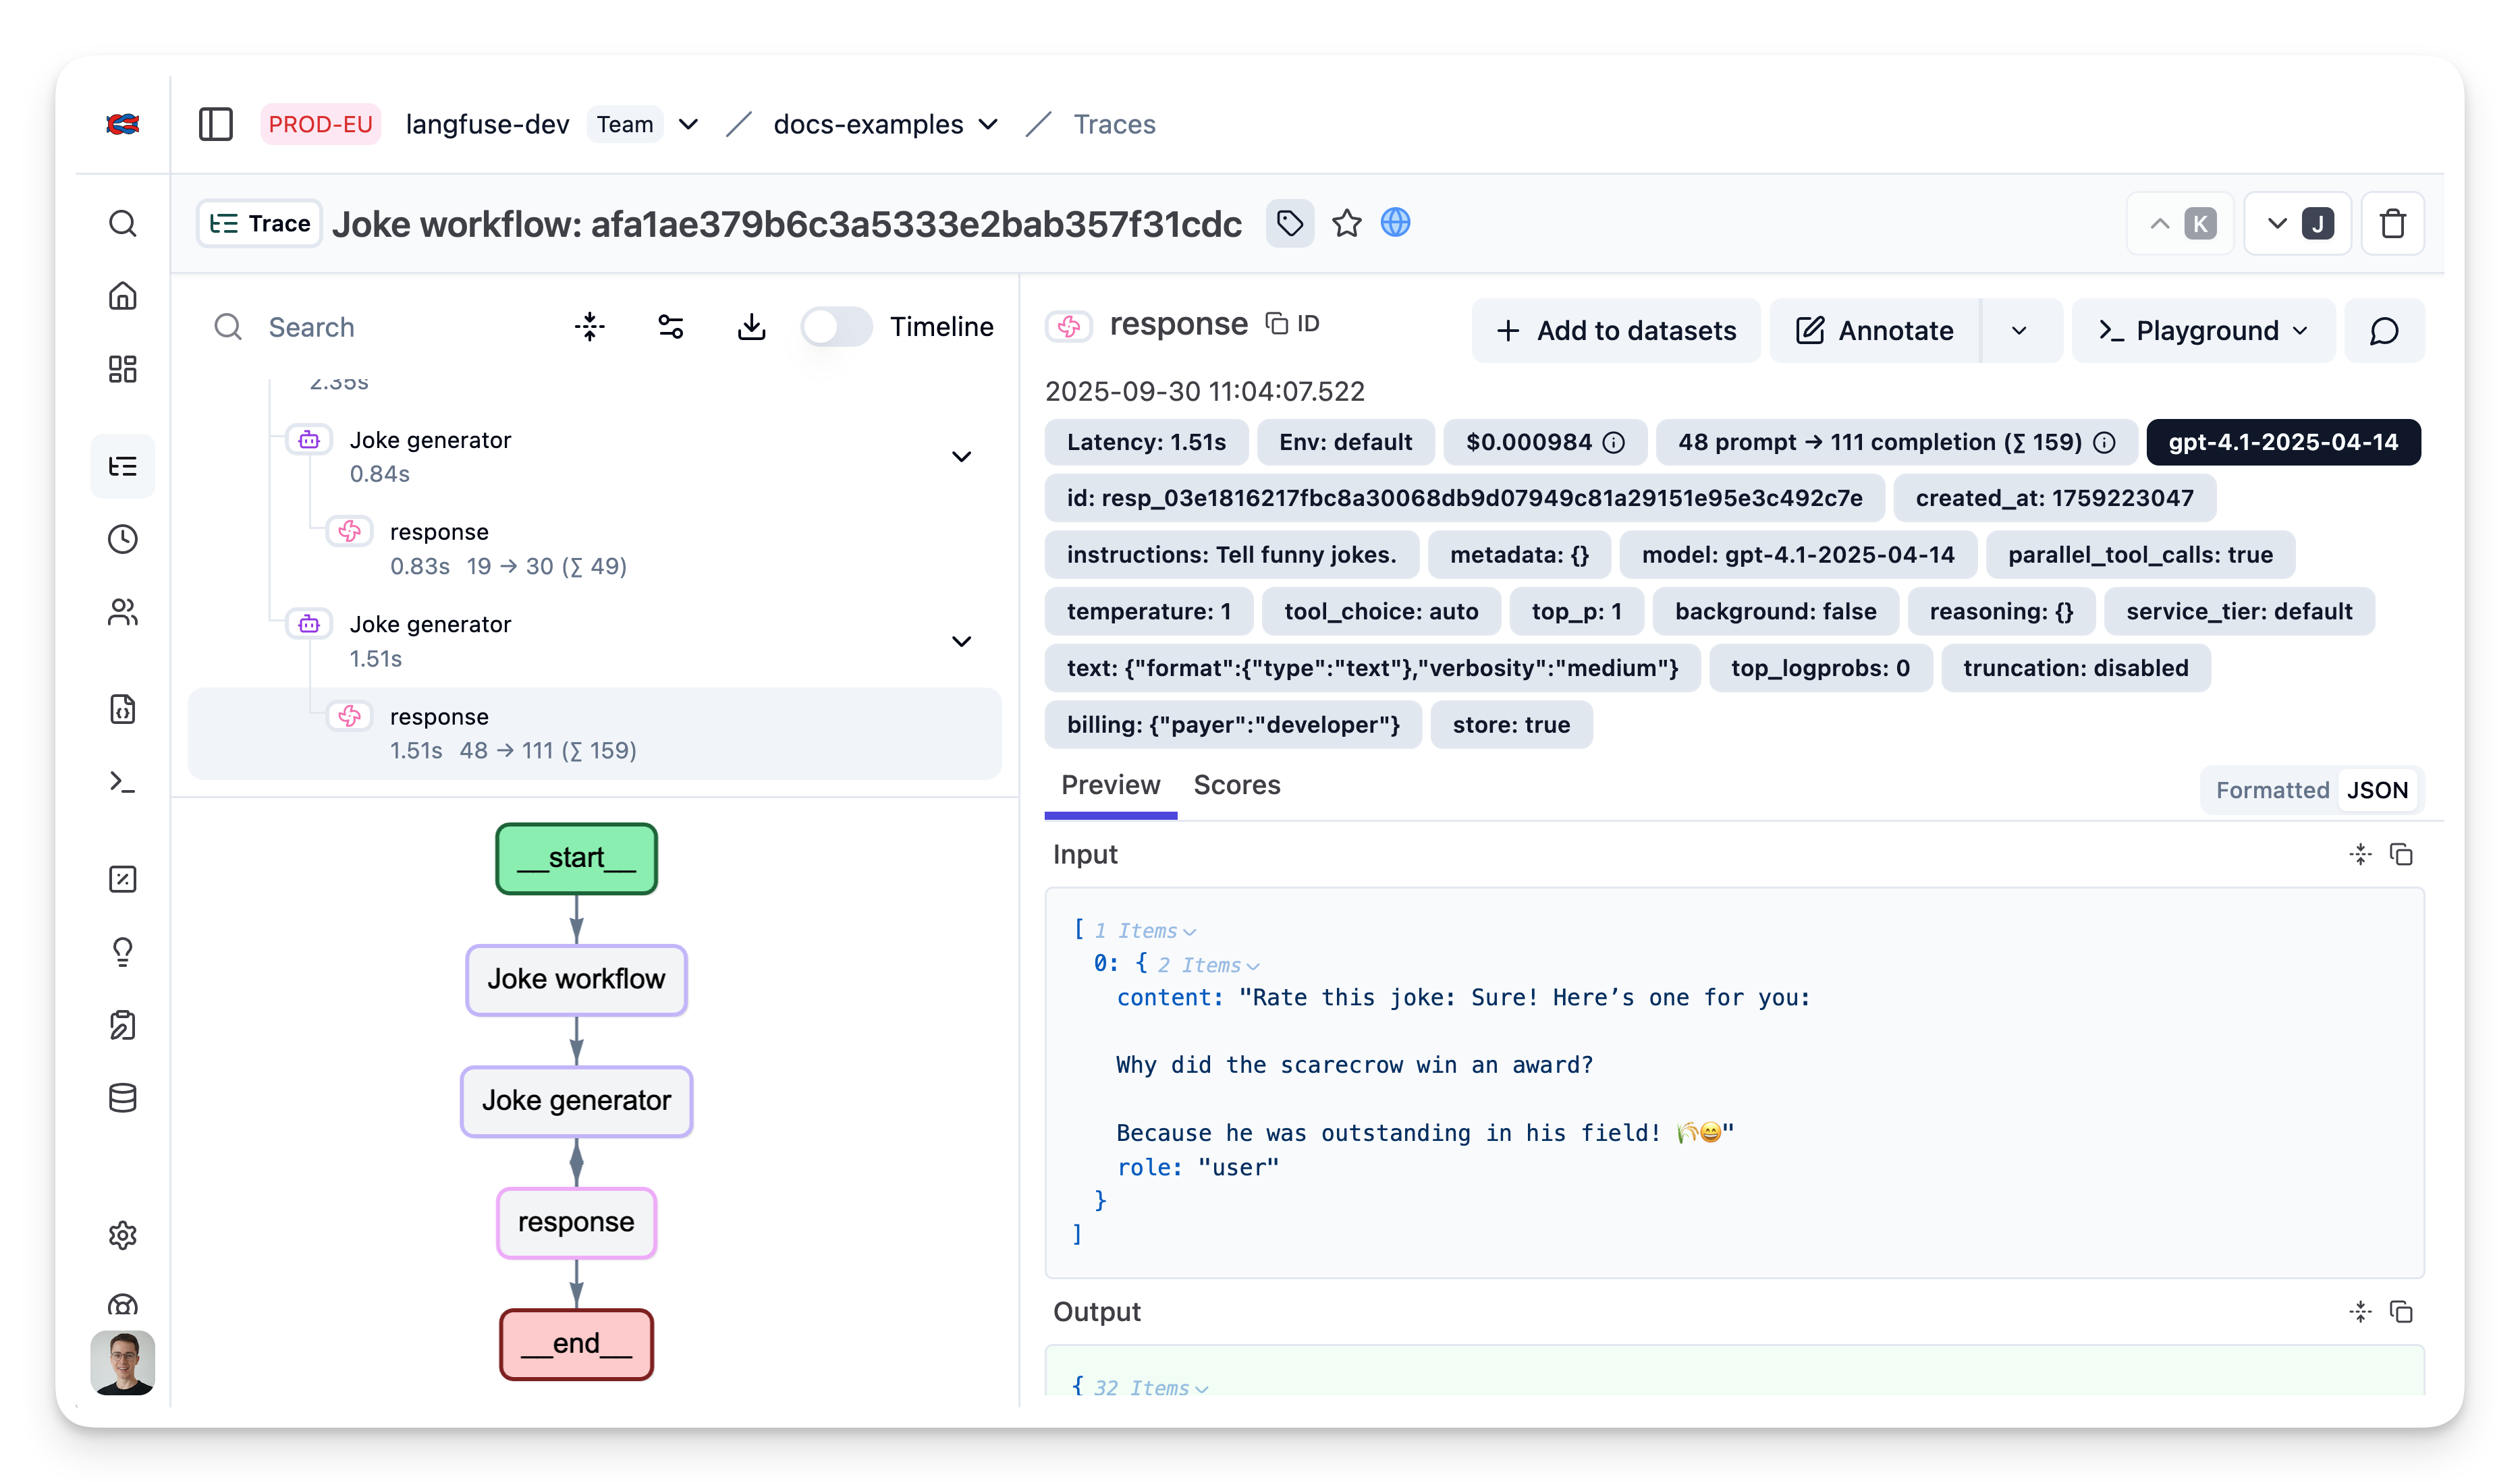 PROD-EU langfuse-dev Team docs-examples Traces
Trace Joke workflow: afa1ae379b6c3a5333e2bab357f31cdc K J
Search Timeline
2.35s
Joke generator
0.84s
response
0.83s 19 → 30 (∑ 49)
Joke generator
1.51s
response
1.51s 48 → 111 (∑ 159)
__start__
Joke workflow
Joke generator
response
__end__
response ID Add to datasets Annotate Playground
2025-09-30 11:04:07.522
Latency: 1.51s Env: default $0.000984 48 prompt → 111 completion (∑ 159) gpt-4.1-2025-04-14
id: resp_03e1816217fbc8a30068db9d07949c81a29151e95e3c492c7e created_at: 1759223047
instructions: Tell funny jokes. metadata: {} model: gpt-4.1-2025-04-14 parallel_tool_calls: true
temperature: 1 tool_choice: auto top_p: 1 background: false reasoning: {} service_tier: default
text: {"format":{"type":"text"},"verbosity":"medium"} top_logprobs: 0 truncation: disabled
billing: {"payer":"developer"} store: true
Preview Scores Formatted JSON
Input
[ 1 Items
0: { 2 Items
content: "Rate this joke: Sure! Here’s one for you:
Why did the scarecrow win an award?
Because he was outstanding in his field! 🌾😄"
role: "user"
}
]
Output
{ 32 Items